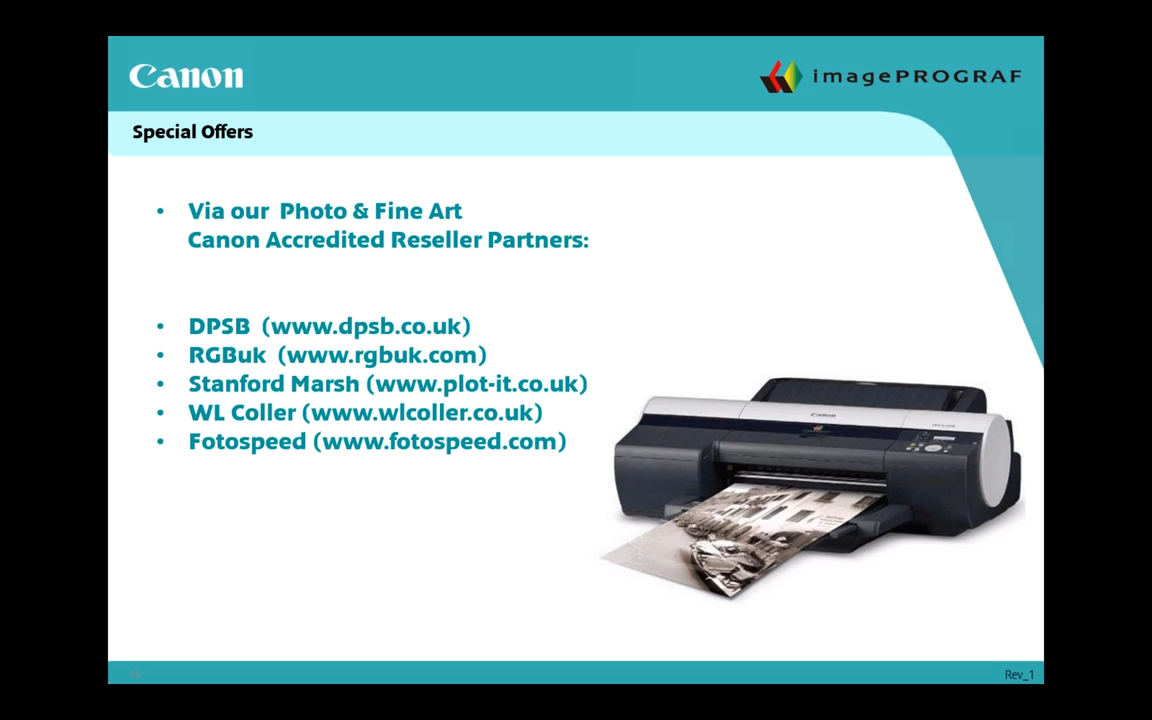 Canon
imagePROGRAF
Special Offers
• Via our Photo & Fine Art
Canon Accredited Reseller Partners:
• DPSB (www.dpsb.co.uk)
• RGBuk (www.rgbuk.com)
• Stanford Marsh (www.plot-it.co.uk)
• WL Coller (www.wlcoller.co.uk)
• Fotospeed (www.fotospeed.com)
Canon
Rev_1